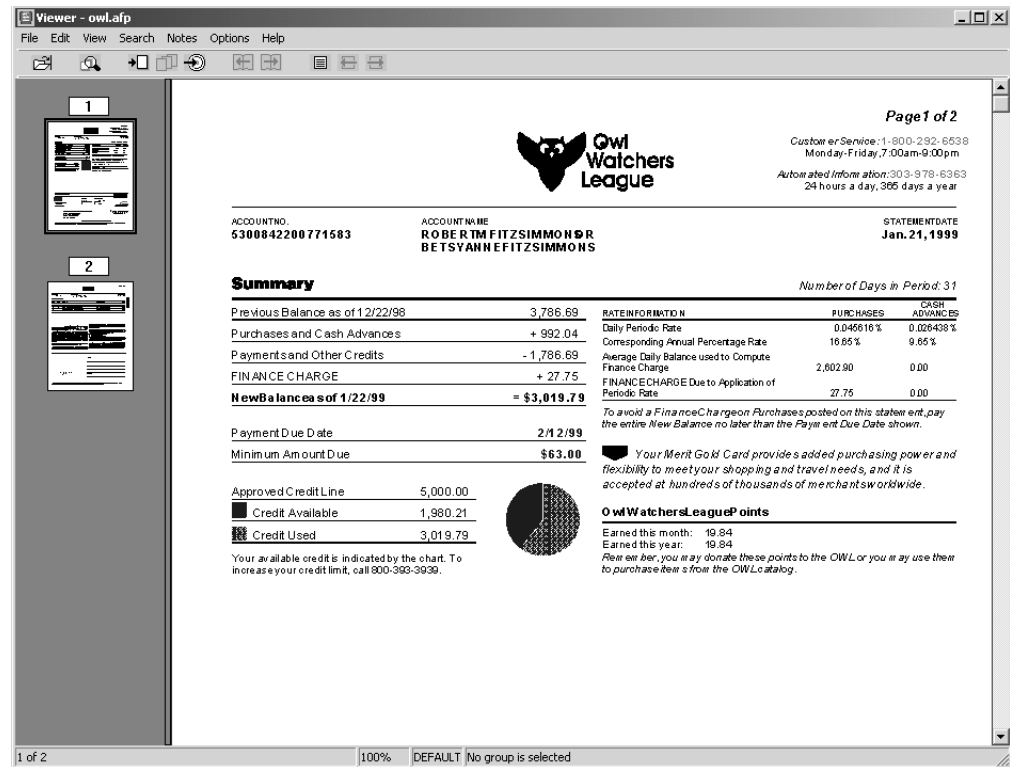 Viewer - owl.afp
File Edit View Search Notes Options Help
1
2
Page 1 of 2
Owl
Watchers
League
Customer Service: 1-800-292-6538
Monday-Friday, 7:00am-9:00pm
Automated Information: 303-978-6363
24 hours a day, 365 days a year
ACCOUNT NO.
5300842200771583
ACCOUNT NAME
ROBERT M FITZSIMMONS JR
BETSY ANNE FITZSIMMONS
STATEMENT DATE
Jan. 21, 1999
Summary
Number of Days in Period: 31
Previous Balance as of 12/22/98 3,786.69
Purchases and Cash Advances + 992.04
Payments and Other Credits - 1,786.69
FINANCE CHARGE + 27.75
New Balance as of 1/22/99 = $3,019.79
Payment Due Date 2/12/99
Minimum Amount Due $63.00
Approved Credit Line 5,000.00
Credit Available 1,980.21
Credit Used 3,019.79
Your available credit is indicated by the chart. To
increase your credit limit, call 800-393-3939.
RATE INFORMATION PURCHASES CASH ADVANCES
Daily Periodic Rate 0.045616 % 0.026438 %
Corresponding Annual Percentage Rate 16.65 % 9.65 %
Average Daily Balance used to Compute
Finance Charge 2,602.90 0.00
FINANCE CHARGE Due to Application of
Periodic Rate 27.75 0.00
To avoid a Finance Charge on Purchases posted on this statement, pay
the entire New Balance no later than the Payment Due Date shown.
Your Merit Gold Card provides added purchasing power and
flexibility to meet your shopping and travel needs, and it is
accepted at hundreds of thousands of merchants worldwide.
Owl Watchers League Points
Earned this month: 19.84
Earned this year: 19.84
Remember, you may donate these points to the OWL or you may use them
to purchase items from the OWL catalog.
1 of 2 100% DEFAULT No group is selected